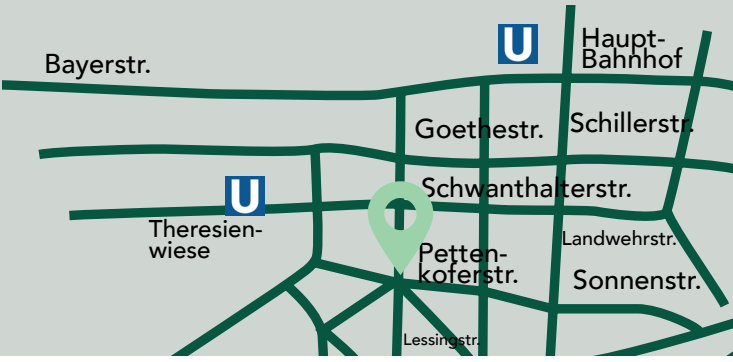 U
Haupt-
Bahnhof
Bayerstr.
Goethestr.
Schillerstr.
U
Schwanthalterstr.
Theresien-
wiese
Landwehrstr.
Petten-
koferstr.
Sonnenstr.
Lessingstr.